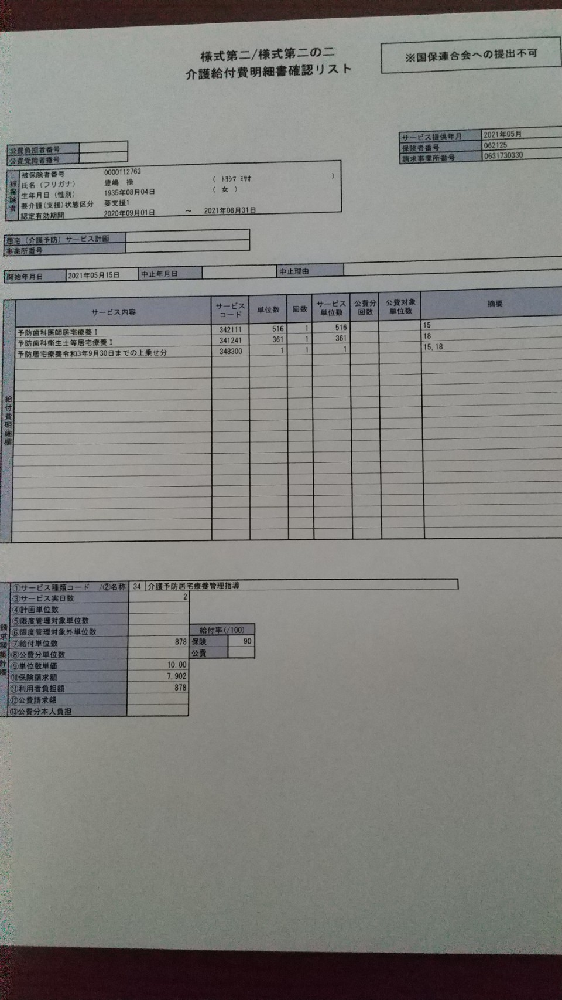 様式第二/様式第二の二
介護給付費明細書確認リスト
※国保連合会への提出不可
サービス提供年月 2021年05月
保険者番号 062125
請求事業所番号 0631730330
公費負担者番号
公費受給者番号
被保険者
被保険者番号 0000112763
氏名（フリガナ） 豊嶋 操 （ ﾄﾖｼﾏ ﾐｻｵ ）
生年月日（性別） 1935年08月04日 （ 女 ）
要介護(支援)状態区分 要支援1
認定有効期間 2020年09月01日 ～ 2021年08月31日
居宅（介護予防）サービス計画
事業所番号
開始年月日 2021年05月15日 中止年月日 中止理由
給付費明細欄
サービス内容 サービスコード 単位数 回数 サービス単位数 公費分回数 公費対象単位数 摘要
予防歯科医師居宅療養Ⅰ 342111 516 1 516 15
予防歯科衛生士等居宅療養Ⅰ 341241 361 1 361 18
予防居宅療養令和3年9月30日までの上乗せ分 348300 1 1 1 15,18
請求額集計欄
①サービス種類コード /②名称 34 介護予防居宅療養管理指導
③サービス実日数 2
④計画単位数
⑤限度管理対象単位数
⑥限度管理対象外単位数 給付率(/100)
⑦給付単位数 878 保険 90
⑧公費分単位数 公費
⑨単位数単価 10.00
⑩保険請求額 7,902
⑪利用者負担額 878
⑫公費請求額
⑬公費分本人負担